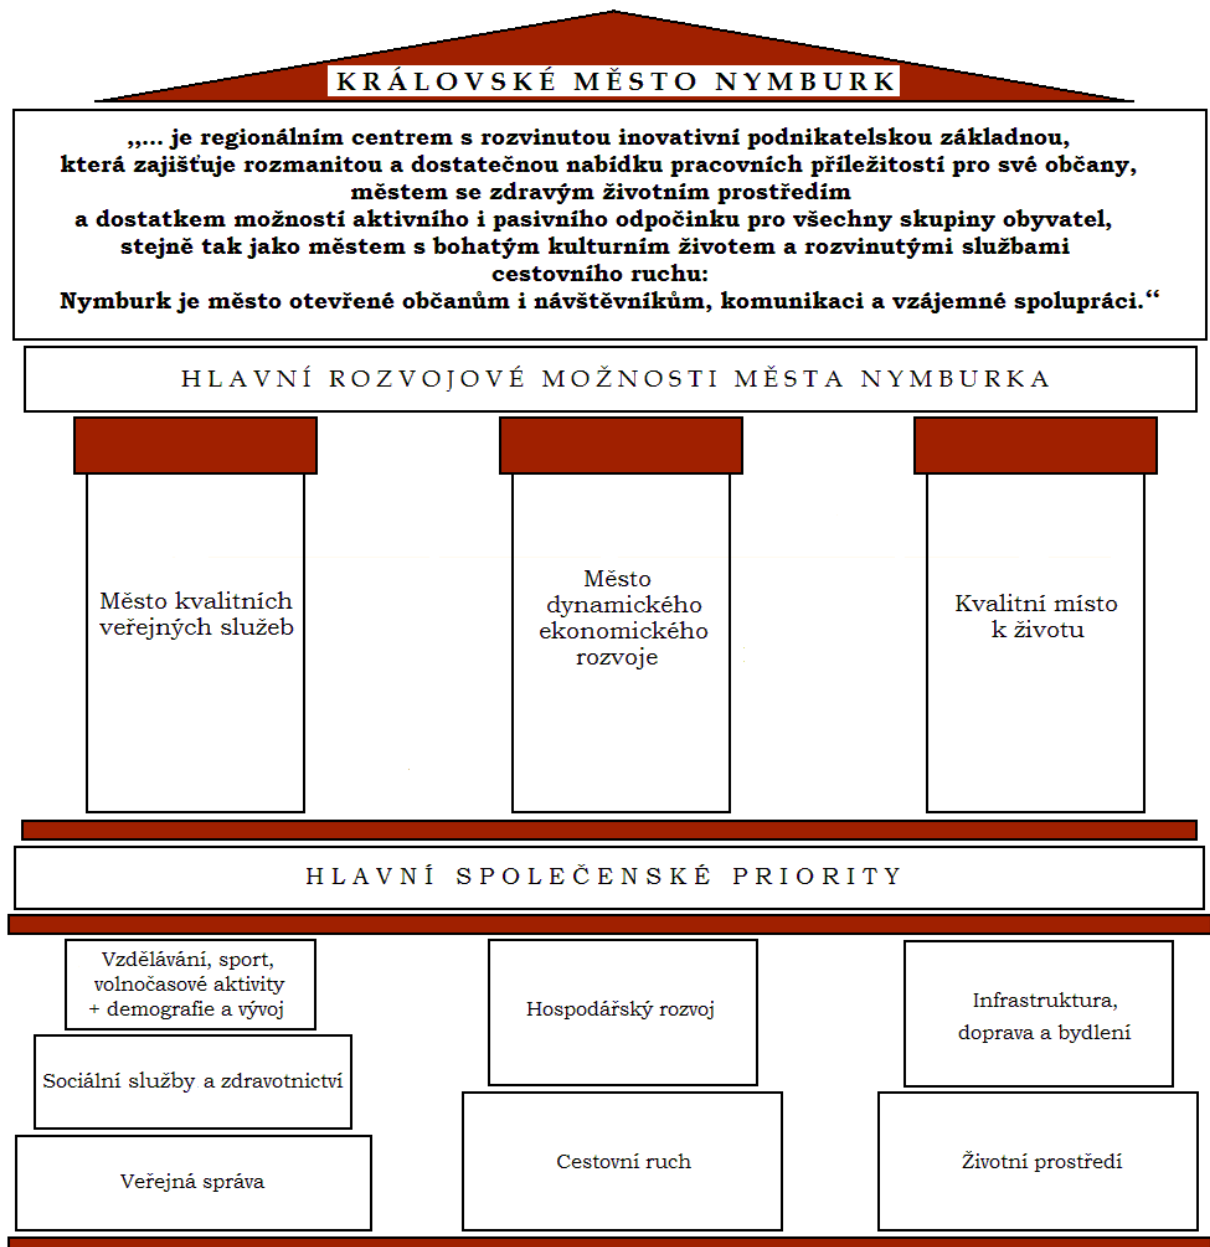 KRÁLOVSKÉ MĚSTO NYMBURK
„... je regionálním centrem s rozvinutou inovativní podnikatelskou základnou,
která zajišťuje rozmanitou a dostatečnou nabídku pracovních příležitostí pro své občany,
městem se zdravým životním prostředím
a dostatkem možností aktivního i pasivního odpočinku pro všechny skupiny obyvatel,
stejně tak jako městem s bohatým kulturním životem a rozvinutými službami
cestovního ruchu:
Nymburk je město otevřené občanům i návštěvníkům, komunikaci a vzájemné spolupráci.“
HLAVNÍ ROZVOJOVÉ MOŽNOSTI MĚSTA NYMBURKA
Město kvalitních
veřejných služeb
Město
dynamického
ekonomického
rozvoje
Kvalitní místo
k životu
HLAVNÍ SPOLEČENSKÉ PRIORITY
Vzdělávání, sport,
volnočasové aktivity
+ demografie a vývoj
Sociální služby a zdravotnictví
Veřejná správa
Hospodářský rozvoj
Cestovní ruch
Infrastruktura,
doprava a bydlení
Životní prostředí